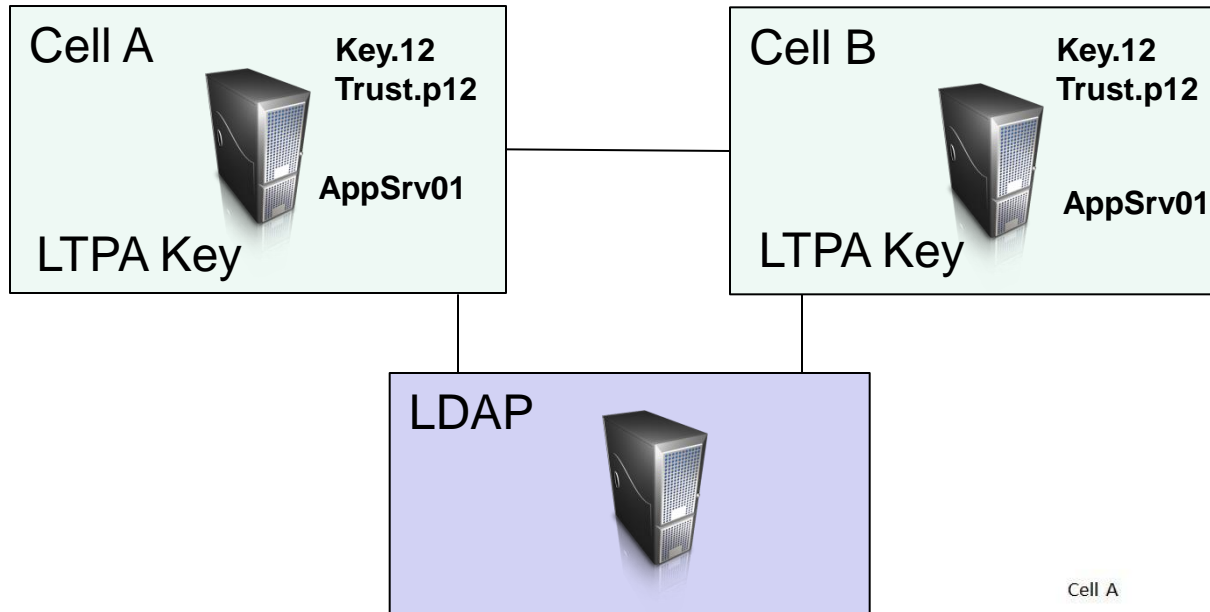 Cell A
Key.12
Trust.p12
AppSrv01
LTPA Key
Cell B
Key.12
Trust.p12
AppSrv01
LTPA Key
LDAP
Cell A